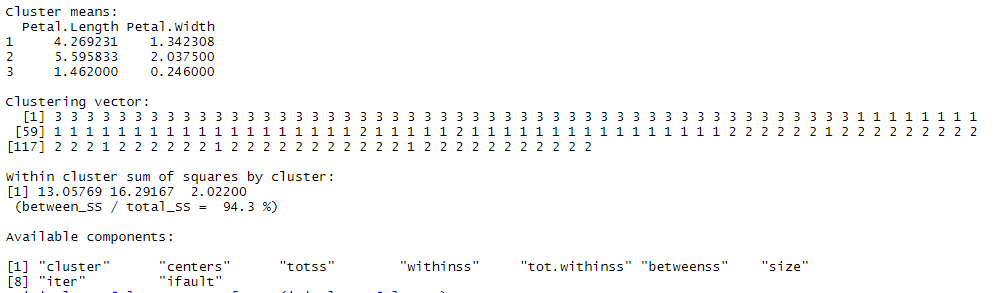 Cluster means:
Petal.Length Petal.Width
1 4.269231 1.342308
2 5.595833 2.037500
3 1.462000 0.246000
Clustering vector:
[1] 3 3 3 3 3 3 3 3 3 3 3 3 3 3 3 3 3 3 3 3 3 3 3 3 3 3 3 3 3 3 3 3 3 3 3 3 3 3 3 3 3 3 3 3 3 3 3 3 3 3 1 1 1 1 1 1 1 1
[59] 1 1 1 1 1 1 1 1 1 1 1 1 1 1 1 1 1 1 1 2 1 1 1 1 1 2 1 1 1 1 1 1 1 1 1 1 1 1 1 1 1 1 2 2 2 2 2 2 1 2 2 2 2 2 2 2 2 2
[117] 2 2 2 1 2 2 2 2 2 2 1 2 2 2 2 2 2 2 2 2 2 2 1 2 2 2 2 2 2 2 2 2 2 2
Within cluster sum of squares by cluster:
[1] 13.05769 16.29167 2.02200
(between_SS / total_SS = 94.3 %)
Available components:
[1] "cluster" "centers" "totss" "withinss" "tot.withinss" "betweenss" "size"
[8] "iter" "ifault"